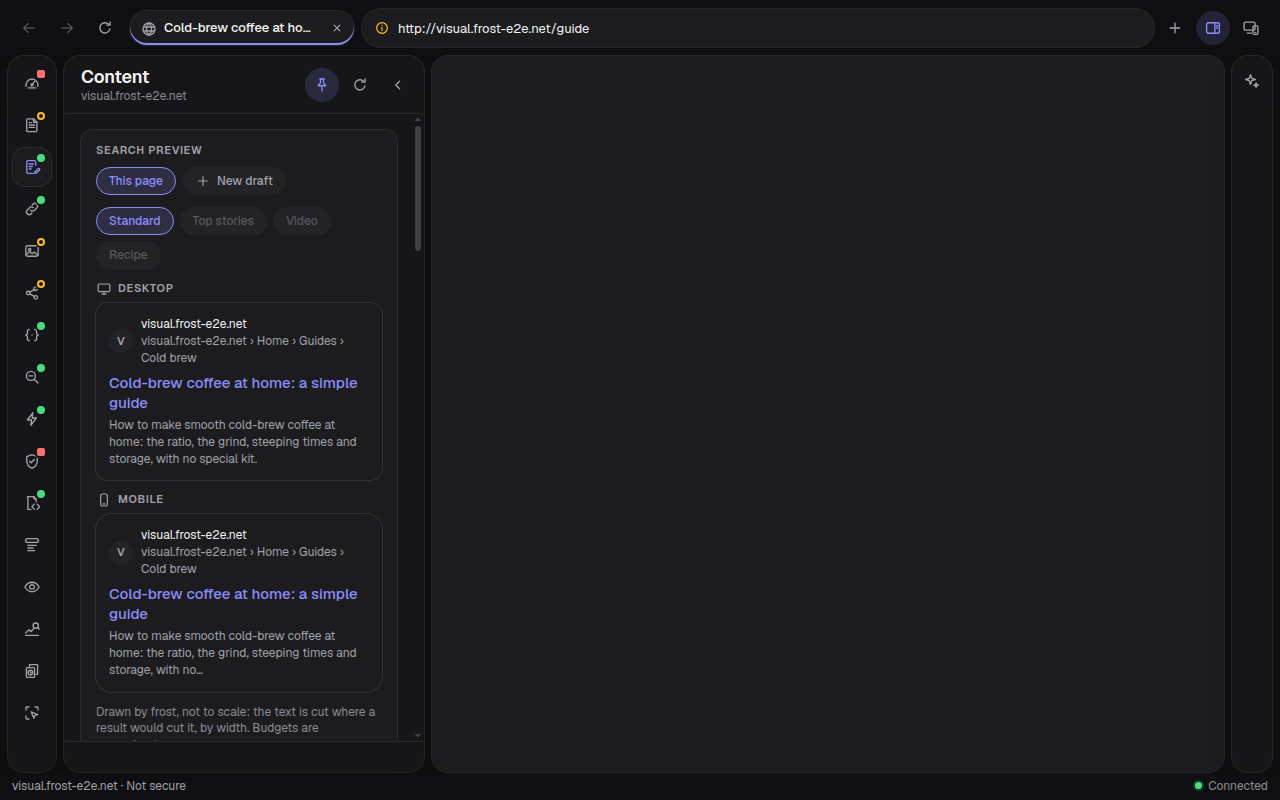 Cold-brew coffee at ho...
http://visual.frost-e2e.net/guide
Content
visual.frost-e2e.net
SEARCH PREVIEW
This page
New draft
Standard
Top stories
Video
Recipe
DESKTOP
V
visual.frost-e2e.net
visual.frost-e2e.net › Home › Guides ›
Cold brew
Cold-brew coffee at home: a simple
guide
How to make smooth cold-brew coffee at
home: the ratio, the grind, steeping times and
storage, with no special kit.
MOBILE
V
visual.frost-e2e.net
visual.frost-e2e.net › Home › Guides ›
Cold brew
Cold-brew coffee at home: a simple
guide
How to make smooth cold-brew coffee at
home: the ratio, the grind, steeping times and
storage, with no…
Drawn by frost, not to scale: the text is cut where a
result would cut it, by width. Budgets are
visual.frost-e2e.net · Not secure
Connected